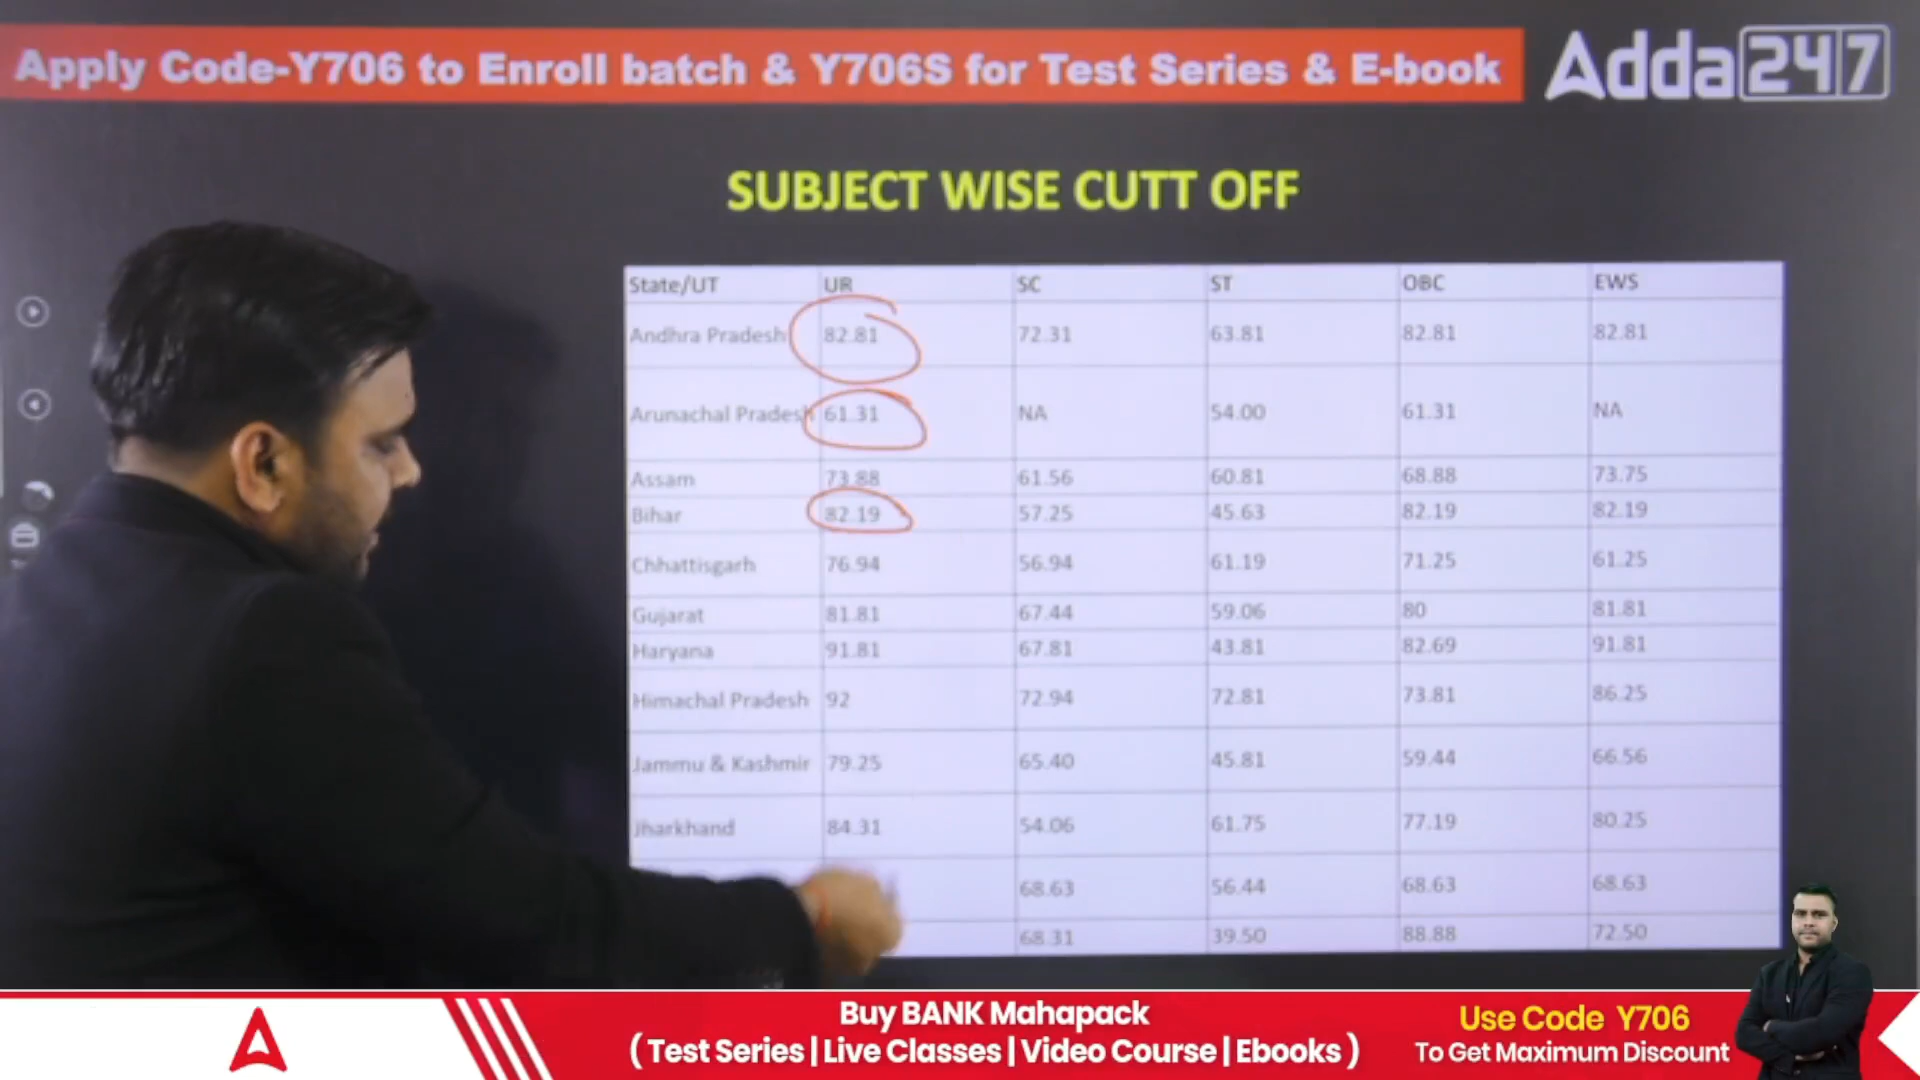 Apply Code-Y706 to Enroll batch & Y706S for Test Series & E-book
Adda247
SUBJECT WISE CUTT OFF
State/UT UR SC ST OBC EWS
Andhra Pradesh 82.81 72.31 63.81 82.81 82.81
Arunachal Pradesh 61.31 NA 54.00 61.31 NA
Assam 73.88 61.56 60.81 68.88 73.75
Bihar 82.19 57.25 45.63 82.19 82.19
Chhattisgarh 76.94 56.94 61.19 71.25 61.25
Gujarat 81.81 67.44 59.06 80 81.81
Haryana 91.81 67.81 43.81 82.69 91.81
Himachal Pradesh 92 72.94 72.81 73.81 86.25
Jammu & Kashmir 79.25 65.40 45.81 59.44 66.56
Jharkhand 84.31 54.06 61.75 77.19 80.25
68.63 56.44 68.63 68.63
68.31 39.50 88.88 72.50
Buy BANK Mahapack
( Test Series | Live Classes | Video Course | Ebooks )
Use Code Y706
To Get Maximum Discount